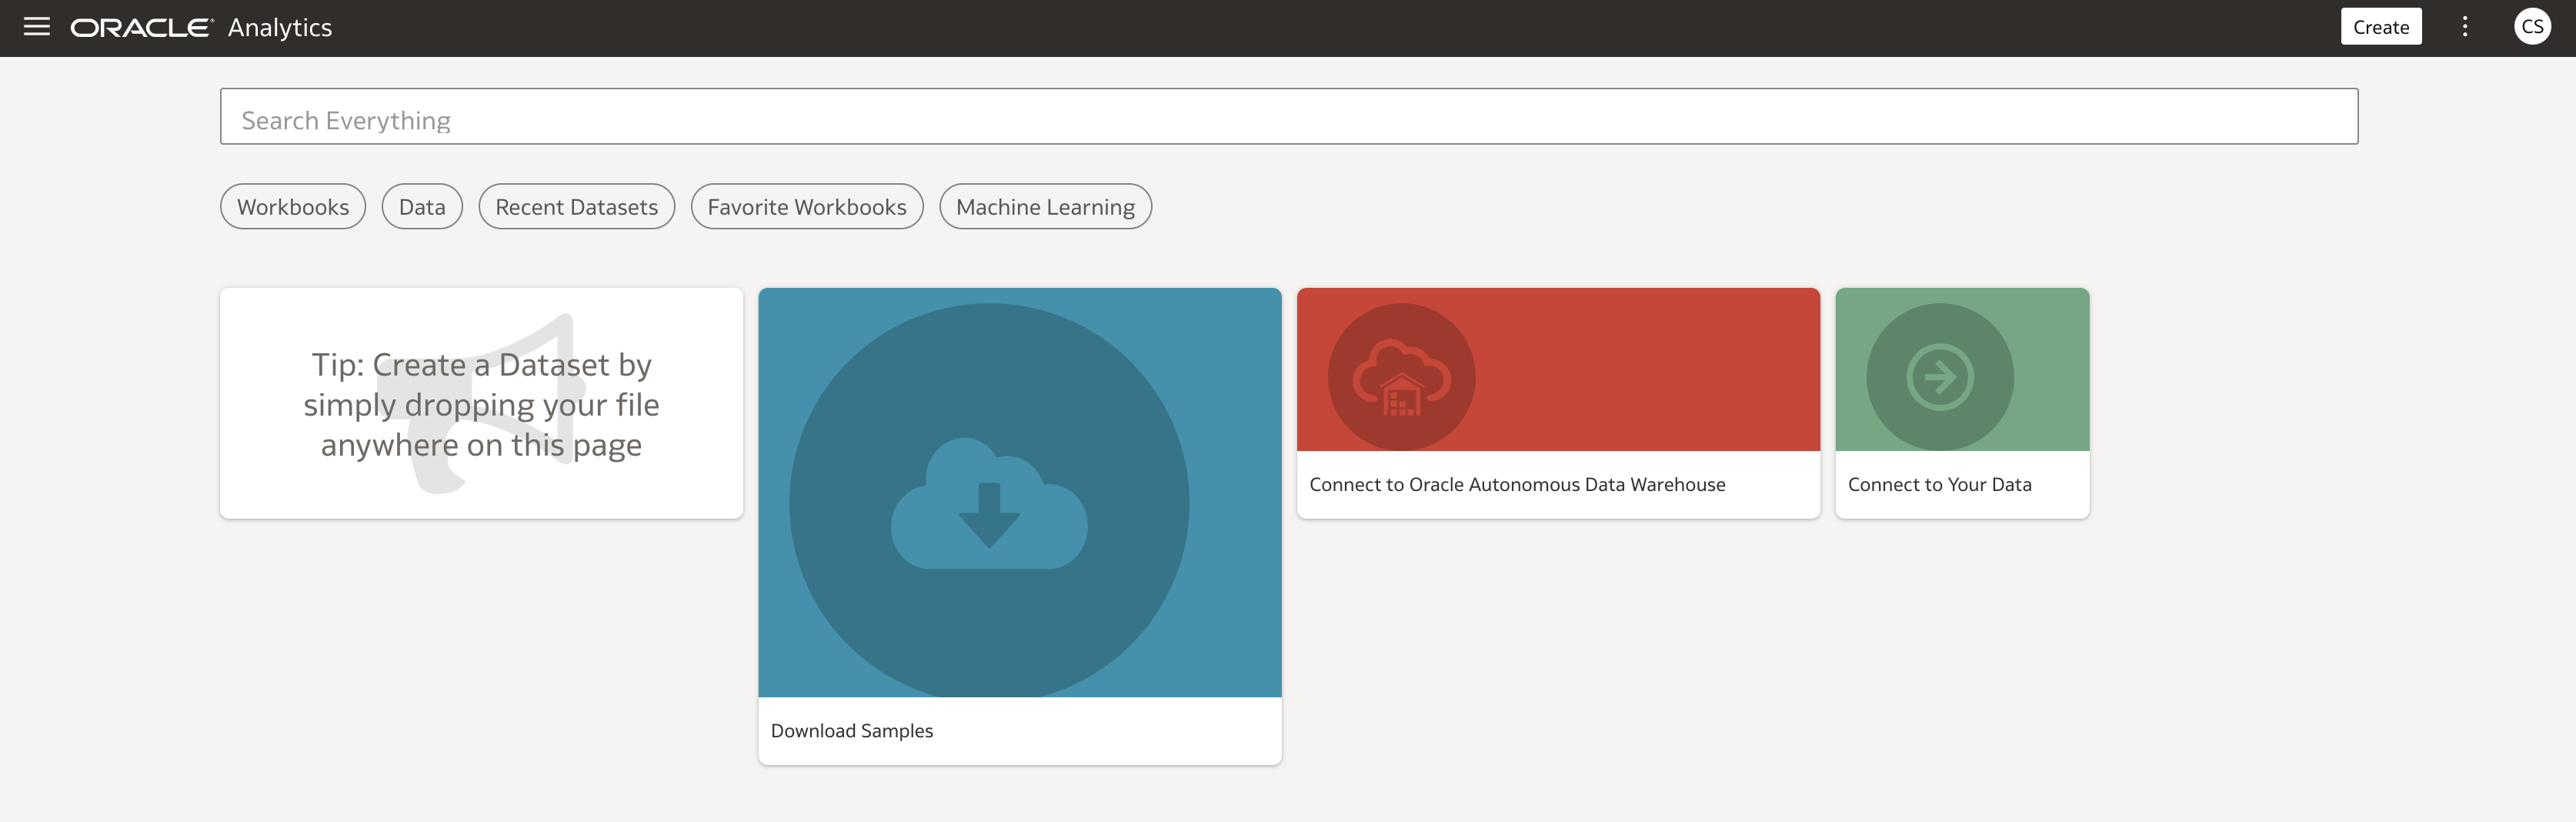 ORACLE Analytics
Create
CS
Search Everything
Workbooks
Data
Recent Datasets
Favorite Workbooks
Machine Learning
Tip: Create a Dataset by
simply dropping your file
anywhere on this page
Download Samples
Connect to Oracle Autonomous Data Warehouse
Connect to Your Data